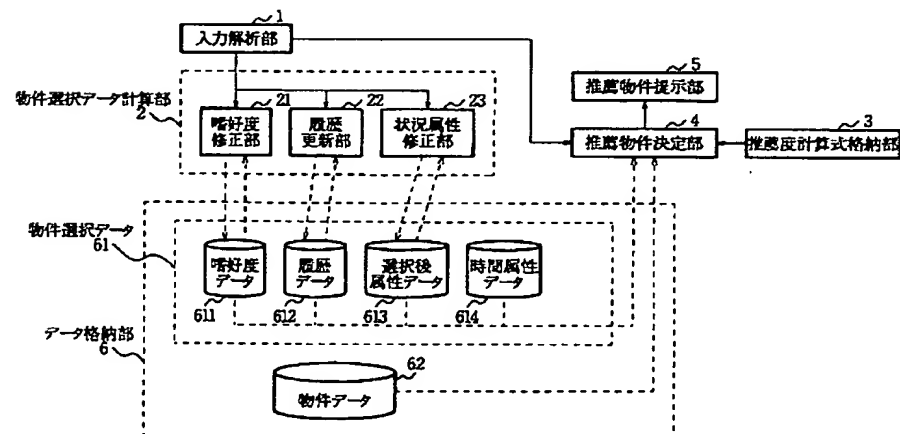 1
入力解析部
5
推薦物件提示部
物件選択データ計算部
2
21
嗜好度
修正部
22
履歴
更新部
23
状況属性
修正部
4
推薦物件決定部
3
推薦度計算式格納部
物件選択データ
61
嗜好度
データ
611
履歴
データ
612
選択後
属性データ
613
時間属性
データ
614
データ格納部
6
62
物件データ